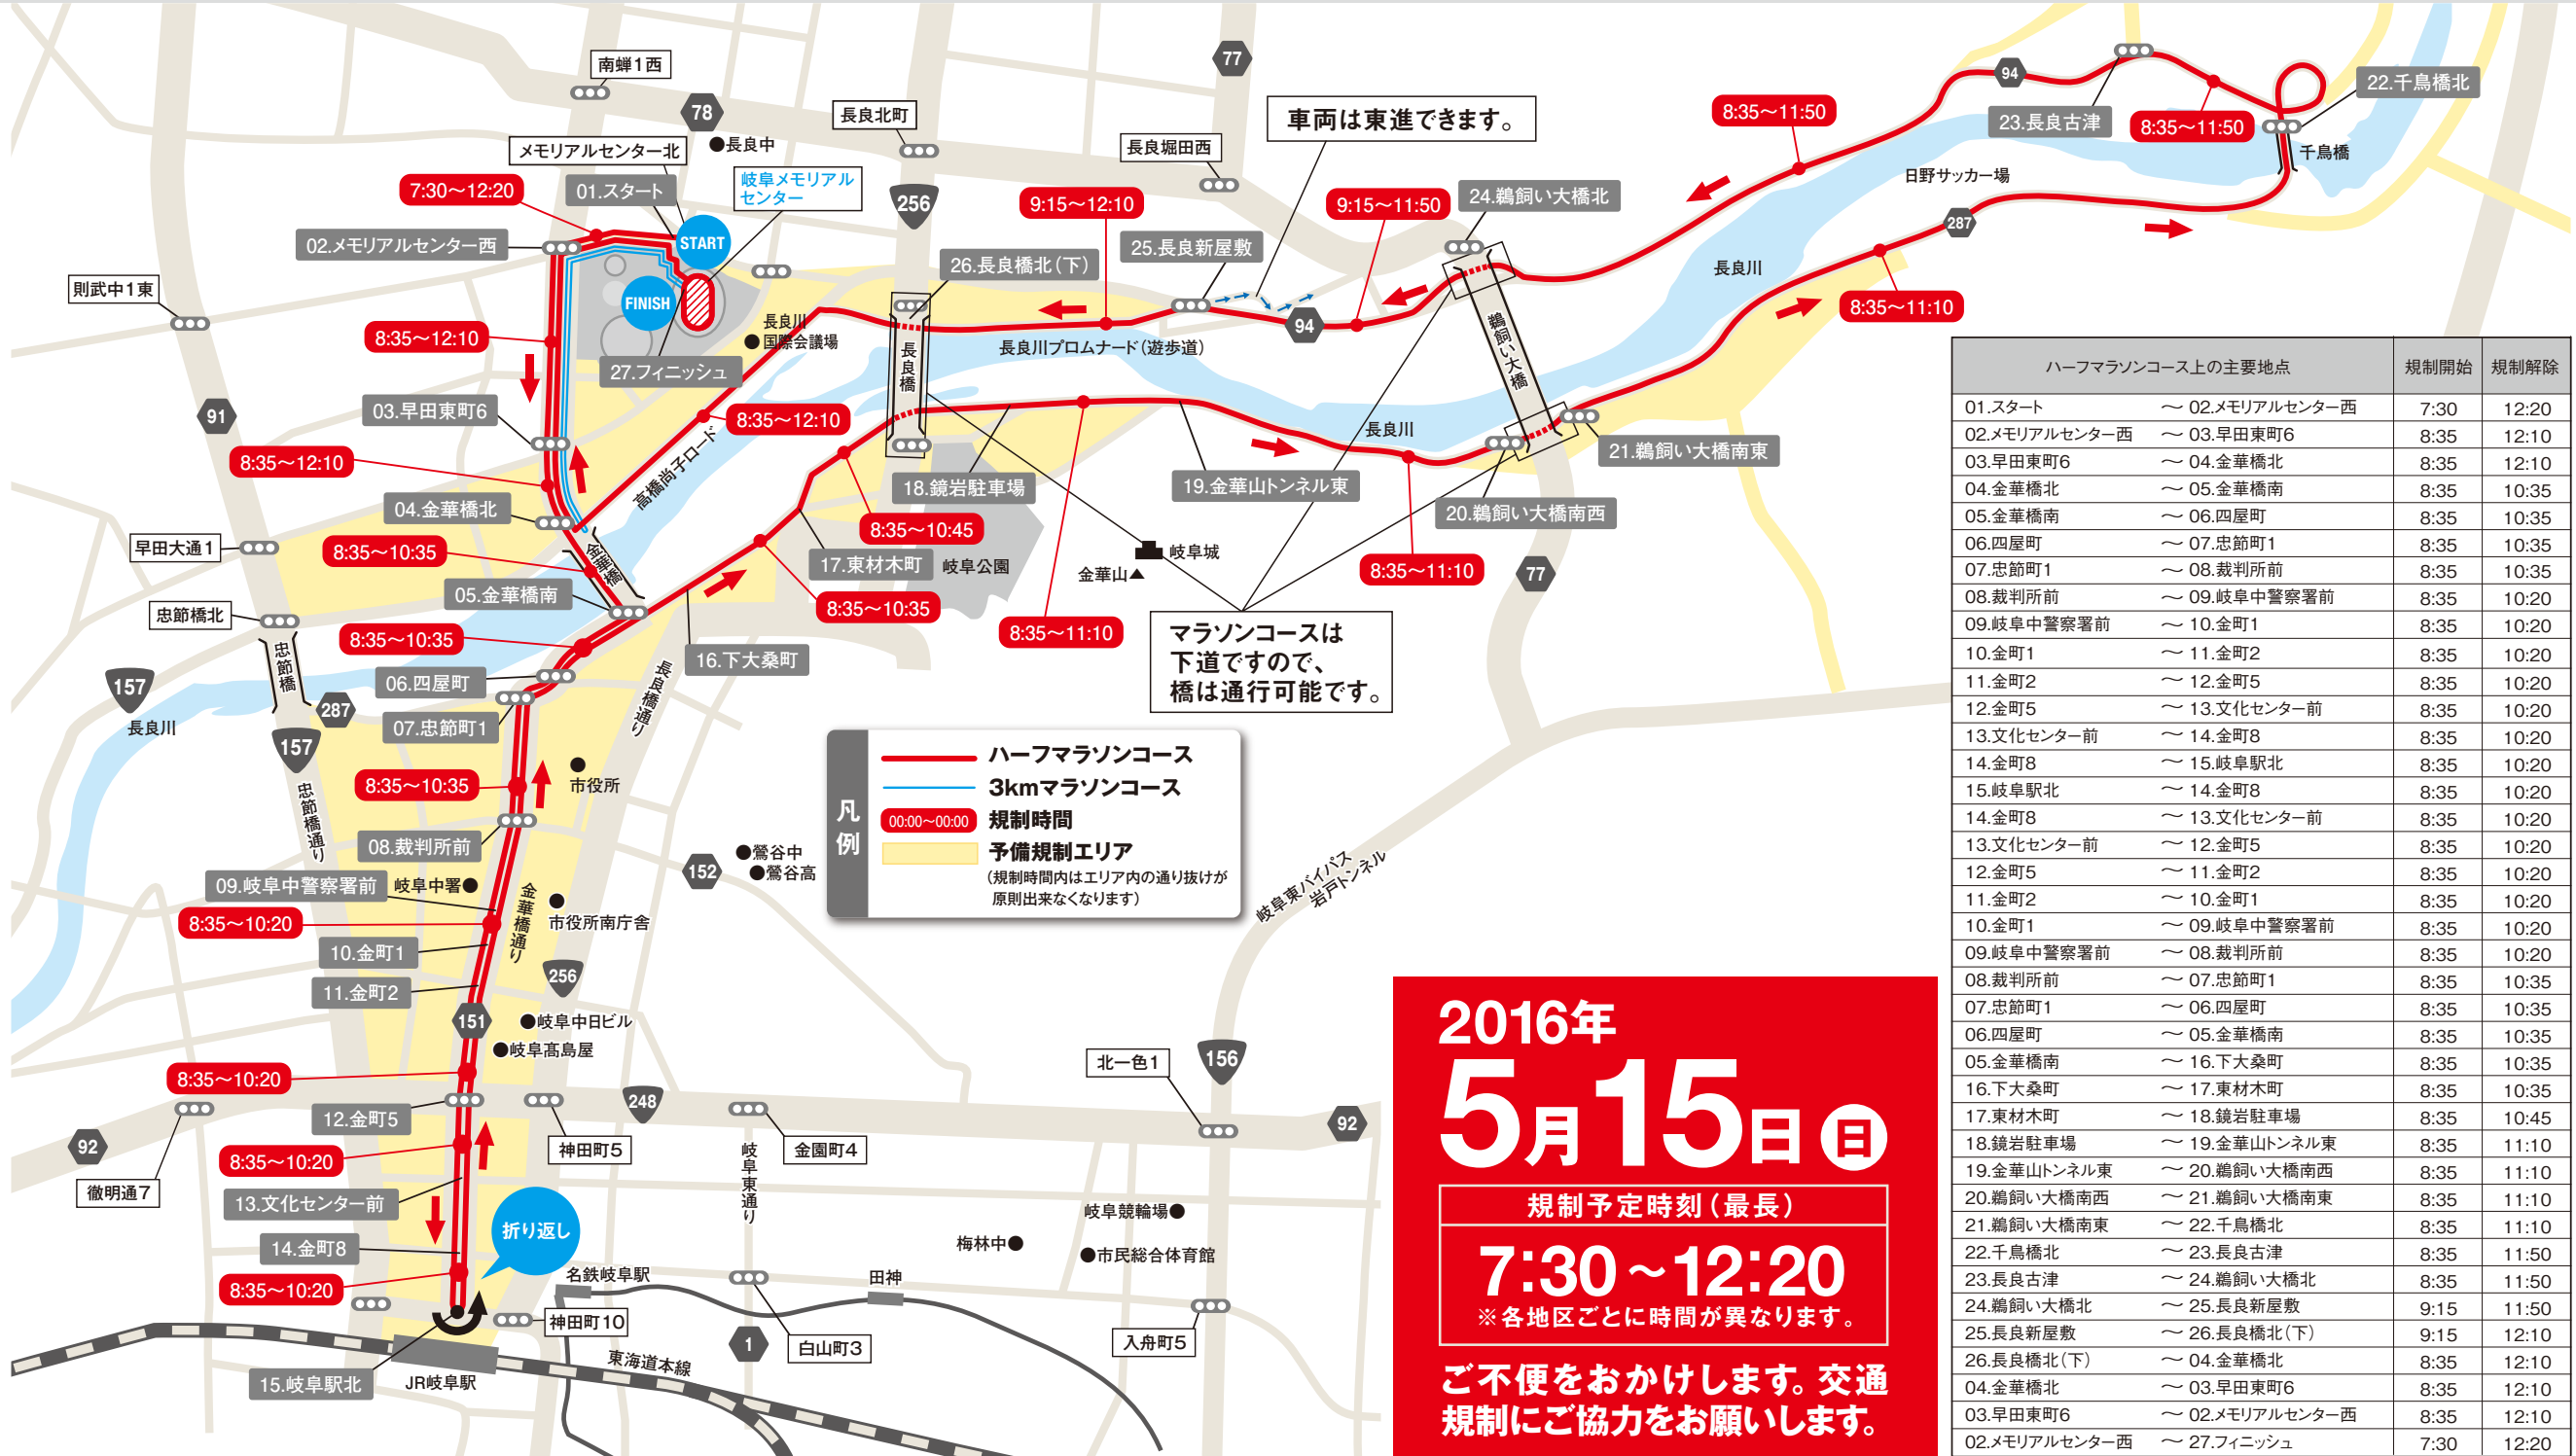 南蝉1西
77
78
長良北町
94
22.千鳥橋北
車両は東進できます。
8:35〜11:50
23.長良古津
8:35〜11:50
千鳥橋
長良中
メモリアルセンター北
長良堀田西
日野サッカー場
7:30〜12:20
01.スタート
岐阜メモリアル
センター
256
9:15〜12:10
9:15〜11:50
24.鵜飼い大橋北
287
02.メモリアルセンター西
START
25.長良新屋敷
26.長良橋北(下)
長良川
則武中1東
FINISH
長良川
国際会議場
8:35〜11:10
8:35〜12:10
94
長良川プロムナード(遊歩道)
鵜飼い大橋
長良橋
27.フィニッシュ
91
03.早田東町6
8:35〜12:10
高橋尚子ロード
長良川
21.鵜飼い大橋南東
8:35〜12:10
18.鏡岩駐車場
19.金華山トンネル東
20.鵜飼い大橋南西
04.金華橋北
8:35〜10:45
早田大通1
8:35〜10:35
金華橋
17.東材木町
岐阜公園
岐阜城
金華山▲
8:35〜11:10
77
05.金華橋南
8:35〜10:35
忠節橋北
8:35〜10:35
8:35〜11:10
マラソンコースは
下道ですので、
橋は通行可能です。
忠節橋
16.下大桑町
157
06.四屋町
長良橋通り
287
長良川
07.忠節町1
157
8:35〜10:35
市役所
忠節橋通り
08.裁判所前
凡例
ハーフマラソンコース
3kmマラソンコース
00:00〜00:00
規制時間
予備規制エリア
(規制時間内はエリア内の通り抜けが
原則出来なくなります)
鶯谷中
鶯谷高
152
09.岐阜中警察署前
岐阜中署
金華橋通り
市役所南庁舎
岐阜東バイパス
岩戸トンネル
8:35〜10:20
10.金町1
256
11.金町2
151
岐阜中日ビル
岐阜髙島屋
8:35〜10:20
北一色1
156
12.金町5
248
92
神田町5
金園町4
92
8:35〜10:20
岐阜東通り
徹明通7
13.文化センター前
折り返し
岐阜競輪場
梅林中
市民総合体育館
14.金町8
名鉄岐阜駅
田神
8:35〜10:20
神田町10
1
白山町3
入舟町5
東海道本線
15.岐阜駅北
JR岐阜駅
2016年
5月15日(日)
規制予定時刻(最長)
7:30〜12:20
※各地区ごとに時間が異なります。
ご不便をおかけします。交通
規制にご協力をお願いします。
ハーフマラソンコース上の主要地点 規制開始 規制解除
01.スタート 〜 02.メモリアルセンター西 7:30 12:20
02.メモリアルセンター西 〜 03.早田東町6 8:35 12:10
03.早田東町6 〜 04.金華橋北 8:35 12:10
04.金華橋北 〜 05.金華橋南 8:35 10:35
05.金華橋南 〜 06.四屋町 8:35 10:35
06.四屋町 〜 07.忠節町1 8:35 10:35
07.忠節町1 〜 08.裁判所前 8:35 10:35
08.裁判所前 〜 09.岐阜中警察署前 8:35 10:20
09.岐阜中警察署前 〜 10.金町1 8:35 10:20
10.金町1 〜 11.金町2 8:35 10:20
11.金町2 〜 12.金町5 8:35 10:20
12.金町5 〜 13.文化センター前 8:35 10:20
13.文化センター前 〜 14.金町8 8:35 10:20
14.金町8 〜 15.岐阜駅北 8:35 10:20
15.岐阜駅北 〜 14.金町8 8:35 10:20
14.金町8 〜 13.文化センター前 8:35 10:20
13.文化センター前 〜 12.金町5 8:35 10:20
12.金町5 〜 11.金町2 8:35 10:20
11.金町2 〜 10.金町1 8:35 10:20
10.金町1 〜 09.岐阜中警察署前 8:35 10:20
09.岐阜中警察署前 〜 08.裁判所前 8:35 10:20
08.裁判所前 〜 07.忠節町1 8:35 10:35
07.忠節町1 〜 06.四屋町 8:35 10:35
06.四屋町 〜 05.金華橋南 8:35 10:35
05.金華橋南 〜 16.下大桑町 8:35 10:35
16.下大桑町 〜 17.東材木町 8:35 10:35
17.東材木町 〜 18.鏡岩駐車場 8:35 10:45
18.鏡岩駐車場 〜 19.金華山トンネル東 8:35 11:10
19.金華山トンネル東 〜 20.鵜飼い大橋南西 8:35 11:10
20.鵜飼い大橋南西 〜 21.鵜飼い大橋南東 8:35 11:10
21.鵜飼い大橋南東 〜 22.千鳥橋北 8:35 11:10
22.千鳥橋北 〜 23.長良古津 8:35 11:50
23.長良古津 〜 24.鵜飼い大橋北 8:35 11:50
24.鵜飼い大橋北 〜 25.長良新屋敷 9:15 11:50
25.長良新屋敷 〜 26.長良橋北(下) 9:15 12:10
26.長良橋北(下) 〜 04.金華橋北 8:35 12:10
04.金華橋北 〜 03.早田東町6 8:35 12:10
03.早田東町6 〜 02.メモリアルセンター西 8:35 12:10
02.メモリアルセンター西 〜 27.フィニッシュ 7:30 12:20